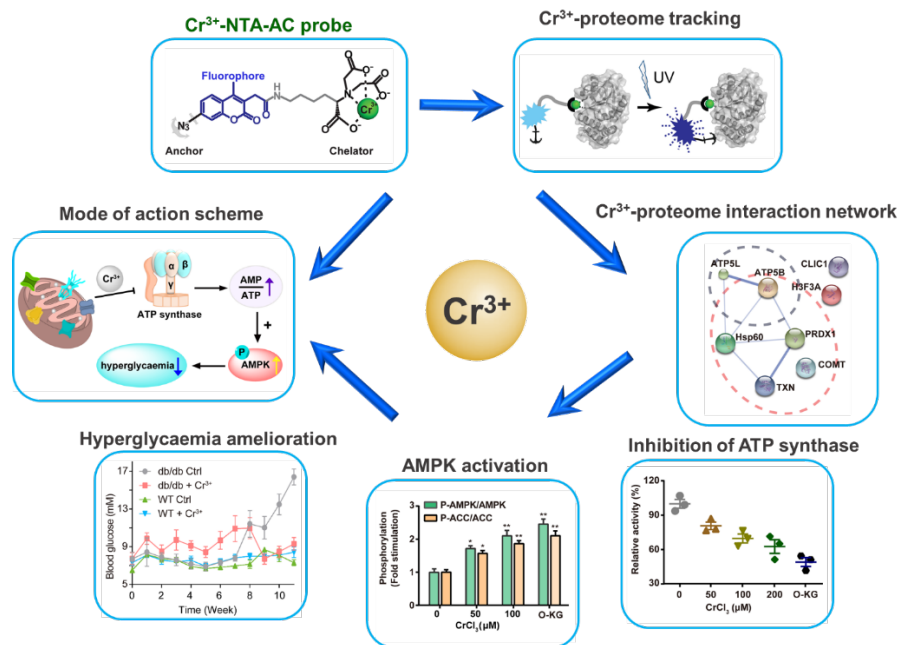 Cr³⁺-NTA-AC probe
Fluorophore
N₃
Anchor
H
N
O
O
O
O⁻
O
O⁻
O
N
O
O⁻
Cr³⁺
Chelator
Cr³⁺-proteome tracking
UV
Mode of action scheme
Cr³⁺
α
β
γ
ATP synthase
AMP
ATP
+
P
AMPK
hyperglycaemia
Cr³⁺
Cr³⁺-proteome interaction network
ATP5L
ATP5B
CLIC1
H3F3A
Hsp60
PRDX1
COMT
TXN
Hyperglycaemia amelioration
Blood glucose (mM)
17
13
9
5
db/db Ctrl
db/db + Cr³⁺
WT Ctrl
WT + Cr³⁺
0 2 4 6 8 10
Time (Week)
AMPK activation
Phosphorylation
(Fold stimulation)
3
2
1
0
P-AMPK/AMPK
P-ACC/ACC
* * ** ** ** **
0 50 100 O-KG
CrCl₃(μM)
Inhibition of ATP synthase
Relative activity (%)
120
90
60
30
0 50 100 200 O-KG
CrCl₃ (μM)